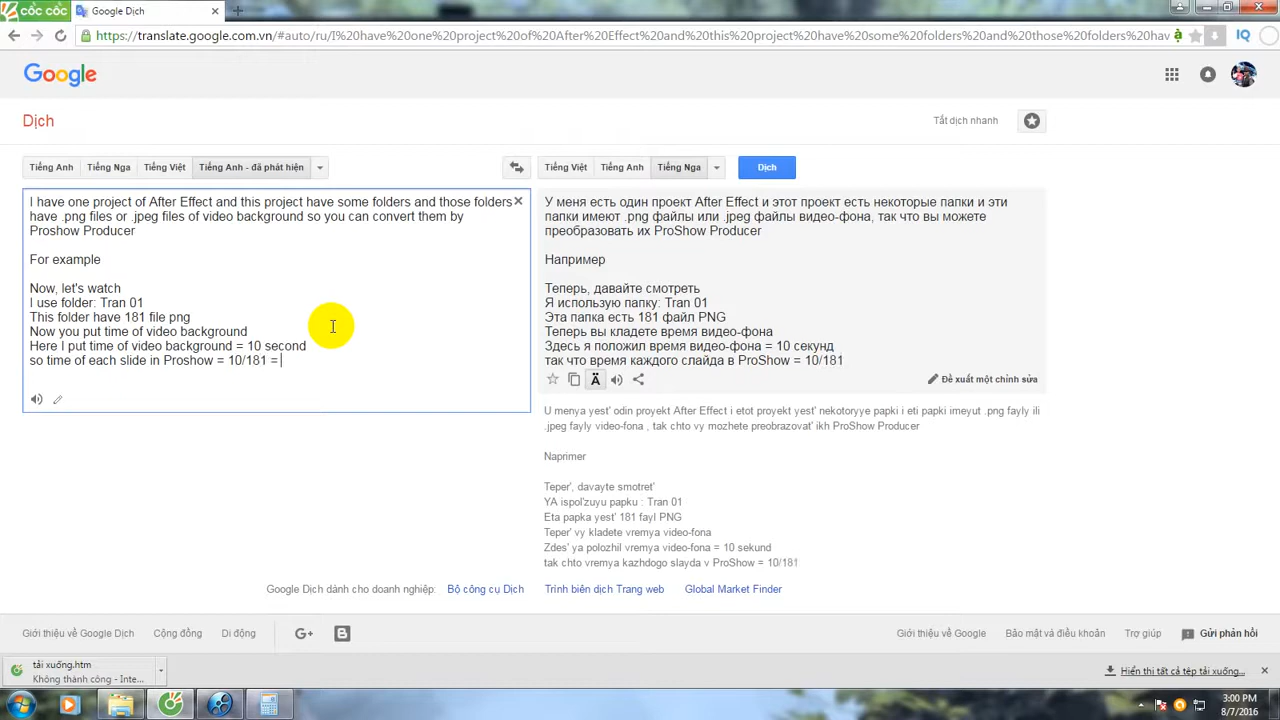 cốc cốc
Google Dịch
https://translate.google.com.vn/#auto/ru/I%20have%20one%20project%20of%20After%20Effect%20and%20this%20project%20have%20some%20folders%20and%20those%20folders%20hav
IQ
Google
Dịch
Tắt dịch nhanh
Tiếng Anh Tiếng Nga Tiếng Việt Tiếng Anh - đã phát hiện
Tiếng Việt Tiếng Anh Tiếng Nga Dịch
I have one project of After Effect and this project have some folders and those folders
have .png files or .jpeg files of video background so you can convert them by
Proshow Producer
For example
Now, let's watch
I use folder: Tran 01
This folder have 181 file png
Now you put time of video background
Here I put time of video background = 10 second
so time of each slide in Proshow = 10/181 =
У меня есть один проект After Effect и этот проект есть некоторые папки и эти
папки имеют .png файлы или .jpeg файлы видео-фона, так что вы можете
преобразовать их ProShow Producer
Например
Теперь, давайте смотреть
Я использую папку: Tran 01
Эта папка есть 181 файл PNG
Теперь вы кладете время видео-фона
Здесь я положил время видео-фона = 10 секунд
так что время каждого слайда в ProShow = 10/181
Ä
Đề xuất một chỉnh sửa
U menya yest' odin proyekt After Effect i etot proyekt yest' nekotoryye papki i eti papki imeyut .png fayly ili
.jpeg fayly video-fona , tak chto vy mozhete preobrazovat' ikh ProShow Producer
Naprimer
Teper', davayte smotret'
YA ispol'zuyu papku : Tran 01
Eta papka yest' 181 fayl PNG
Teper' vy kladete vremya video-fona
Zdes' ya polozhil vremya video-fona = 10 sekund
tak chto vremya kazhdogo slayda v ProShow = 10/181
Google Dịch dành cho doanh nghiệp: Bộ công cụ Dịch Trình biên dịch Trang web Global Market Finder
Giới thiệu về Google Dịch Cộng đồng Di động G+
Giới thiệu về Google Bảo mật và điều khoản Trợ giúp Gửi phản hồi
tải xuống.htm
Không thành công - Inte...
Hiển thị tất cả tệp tải xuống...
3:00 PM
8/7/2016